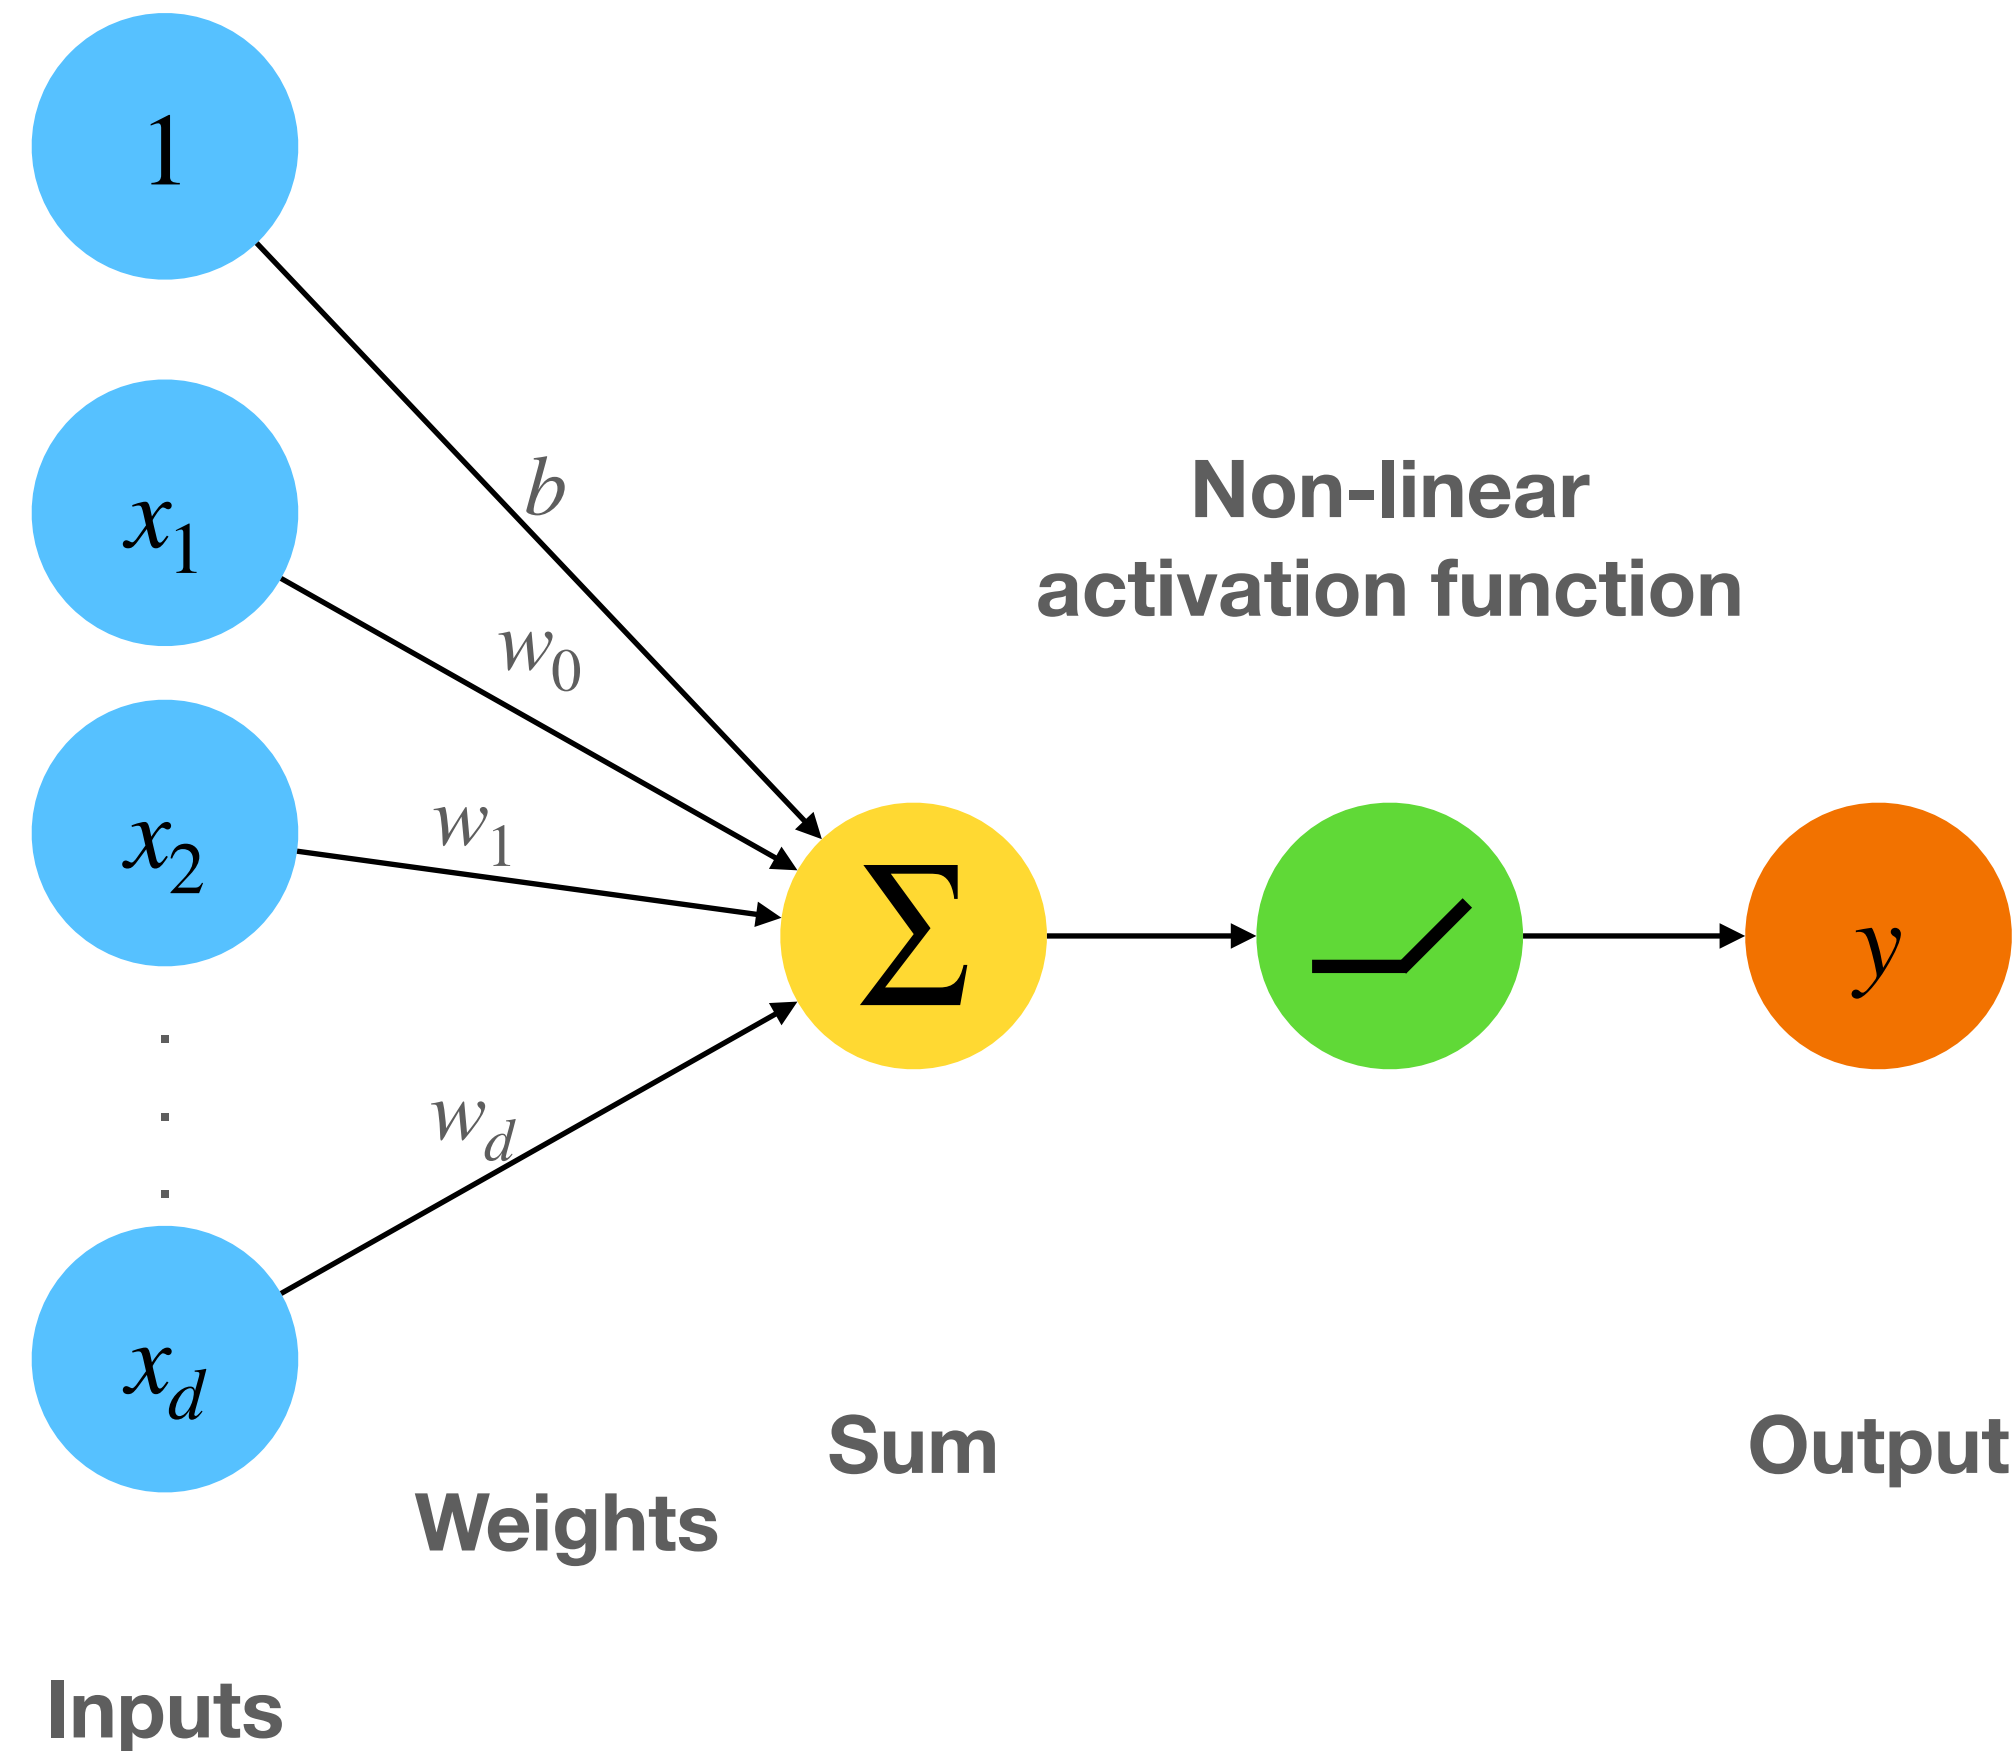 1
b
Non-linear
activation function
x1
w0
x2
w1
Σ
y
.
.
.
wd
xd
Sum
Output
Weights
Inputs